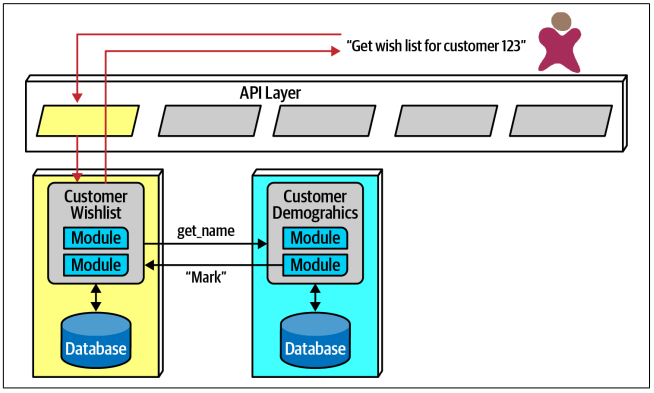 “Get wish list for customer 123”
API Layer
Customer
Wishlist
Module
Module
Database
get_name
“Mark”
Customer
Demograhics
Module
Module
Database